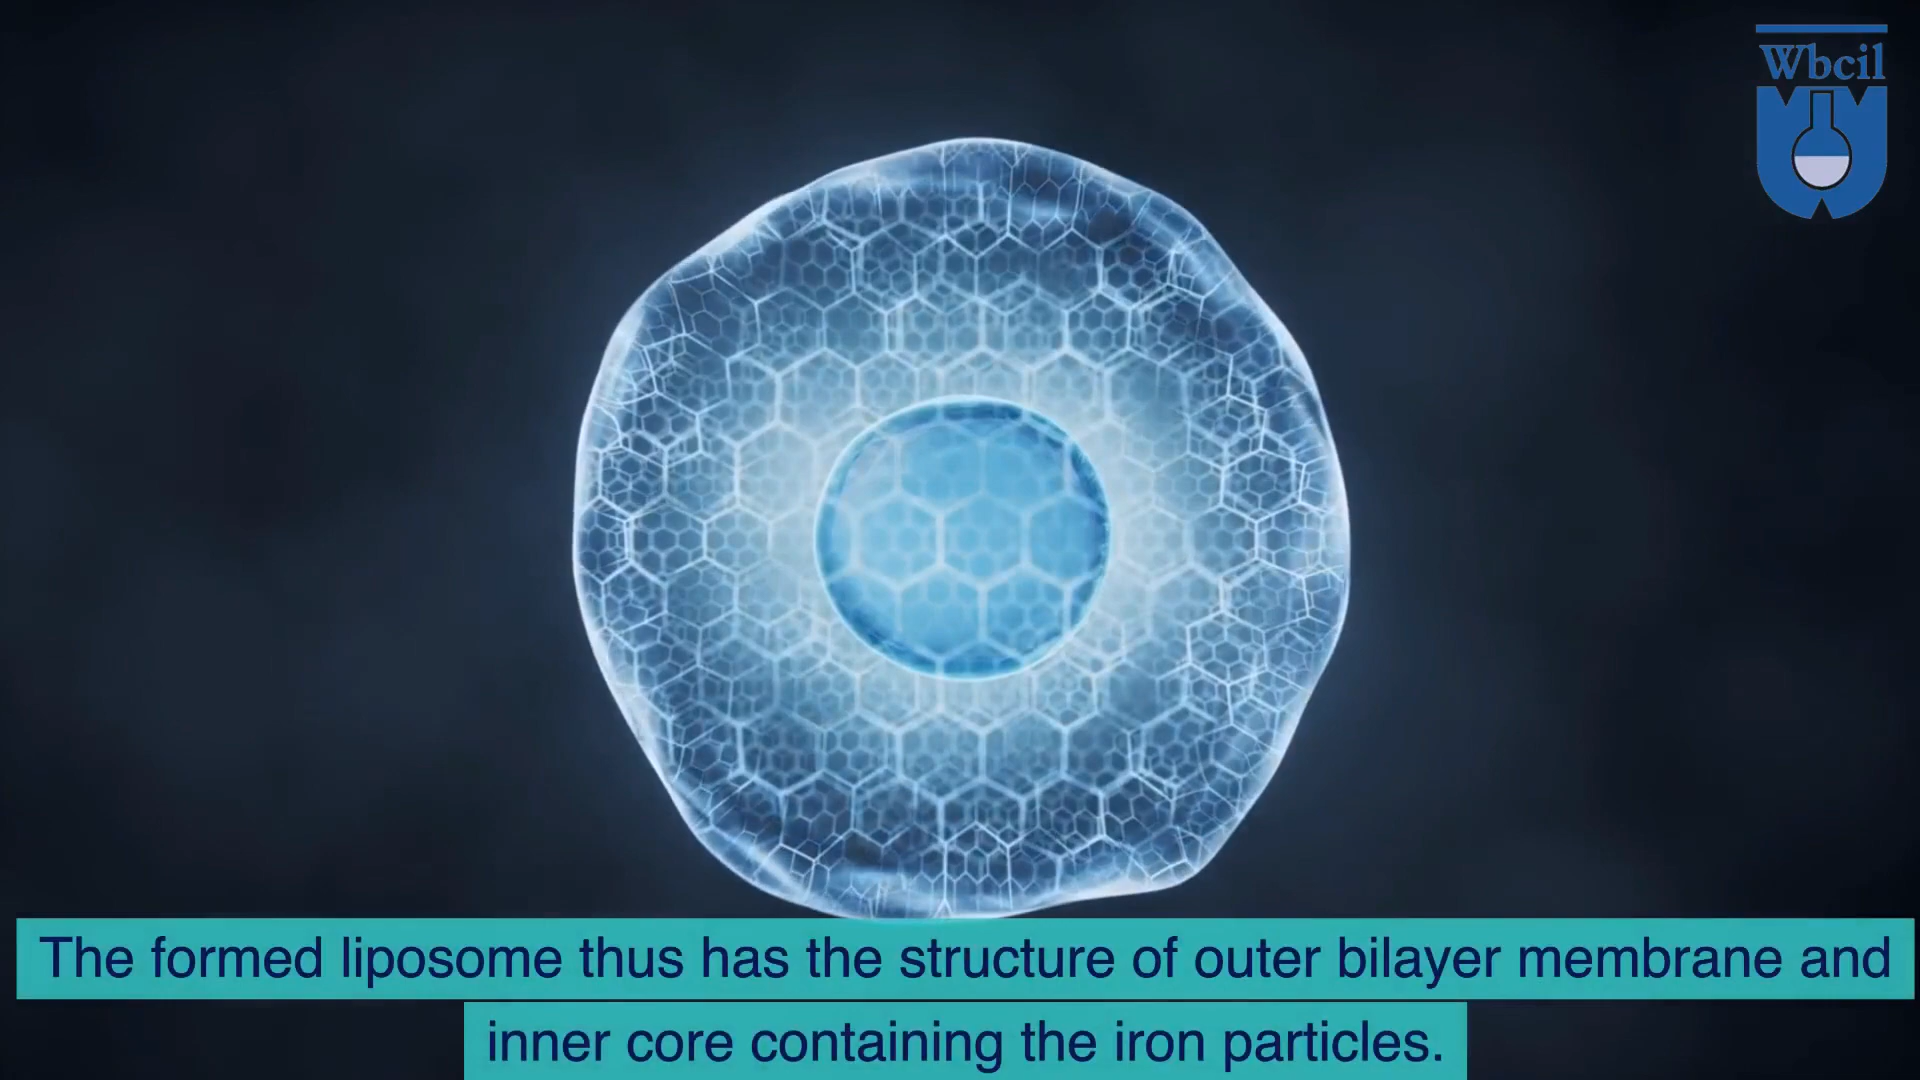 Wbcil
The formed liposome thus has the structure of outer bilayer membrane and
inner core containing the iron particles.